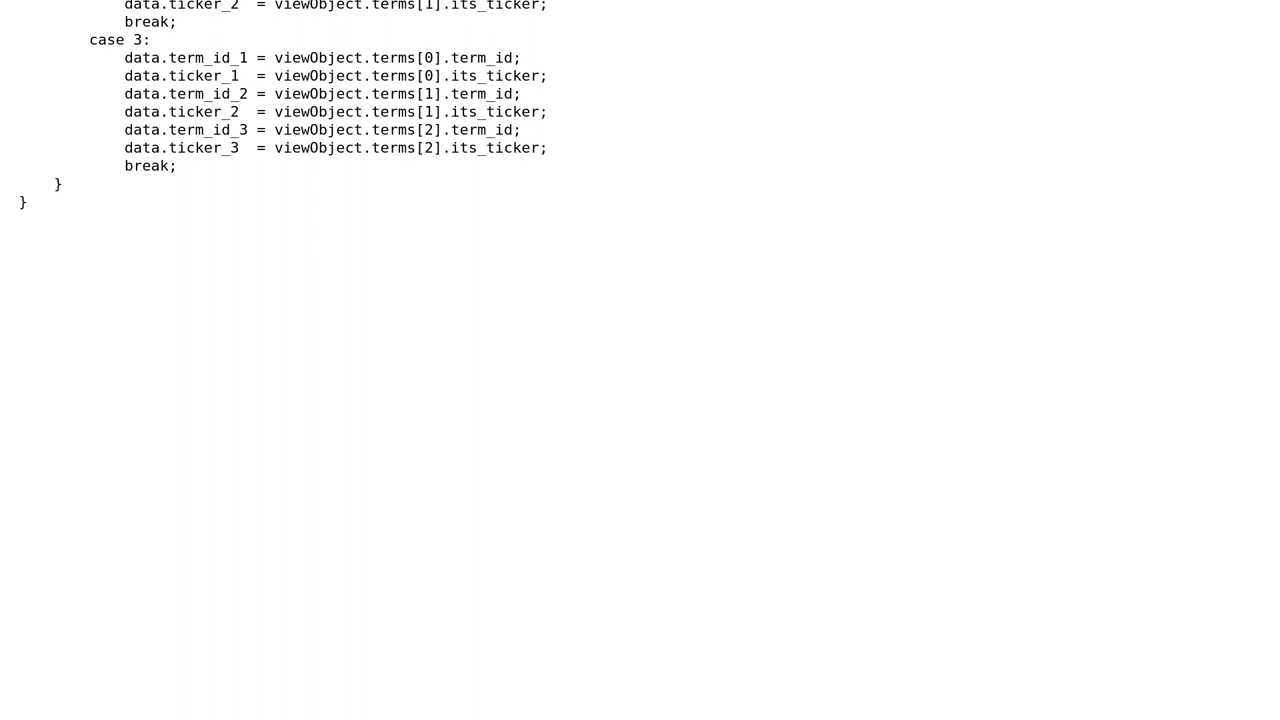 data.ticker_2  = viewObject.terms[1].its_ticker;
            break;
        case 3:
            data.term_id_1 = viewObject.terms[0].term_id;
            data.ticker_1  = viewObject.terms[0].its_ticker;
            data.term_id_2 = viewObject.terms[1].term_id;
            data.ticker_2  = viewObject.terms[1].its_ticker;
            data.term_id_3 = viewObject.terms[2].term_id;
            data.ticker_3  = viewObject.terms[2].its_ticker;
            break;
    }
}